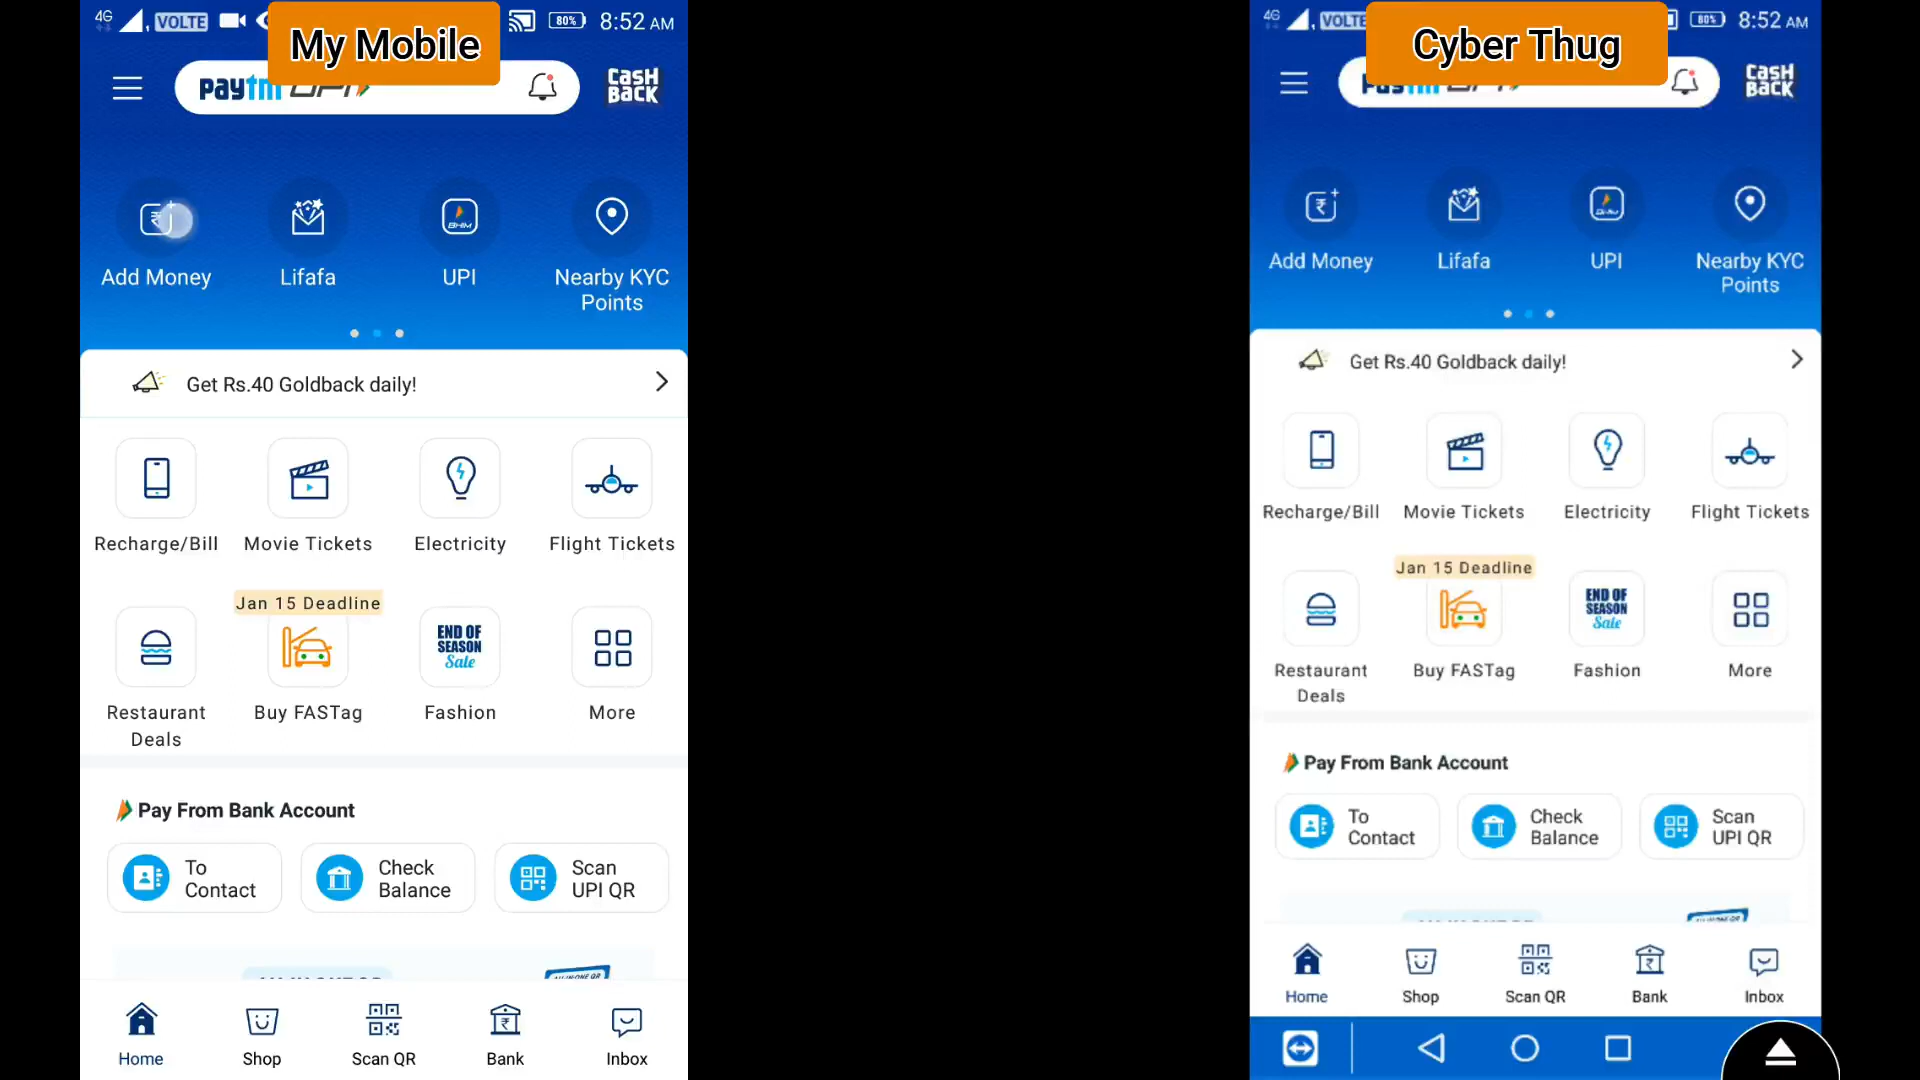 4G
VOLTE
80%
8:52 AM
My Mobile
paytm
CASH
BACK
Add Money
Lifafa
BHIM
UPI
Nearby KYC
Points
Get Rs.40 Goldback daily!
Recharge/Bill
Movie Tickets
Electricity
Flight Tickets
Jan 15 Deadline
END OF
SEASON
Sale
Restaurant
Deals
Buy FASTag
Fashion
More
Pay From Bank Account
To
Contact
Check
Balance
Scan
UPI QR
Home
Shop
Scan QR
Bank
Inbox
4G
VOLTE
80%
8:52 AM
Cyber Thug
CASH
BACK
Add Money
Lifafa
UPI
Nearby KYC
Points
Get Rs.40 Goldback daily!
Recharge/Bill
Movie Tickets
Electricity
Flight Tickets
Jan 15 Deadline
END OF
SEASON
Sale
Restaurant
Deals
Buy FASTag
Fashion
More
Pay From Bank Account
To
Contact
Check
Balance
Scan
UPI QR
Home
Shop
Scan QR
Bank
Inbox